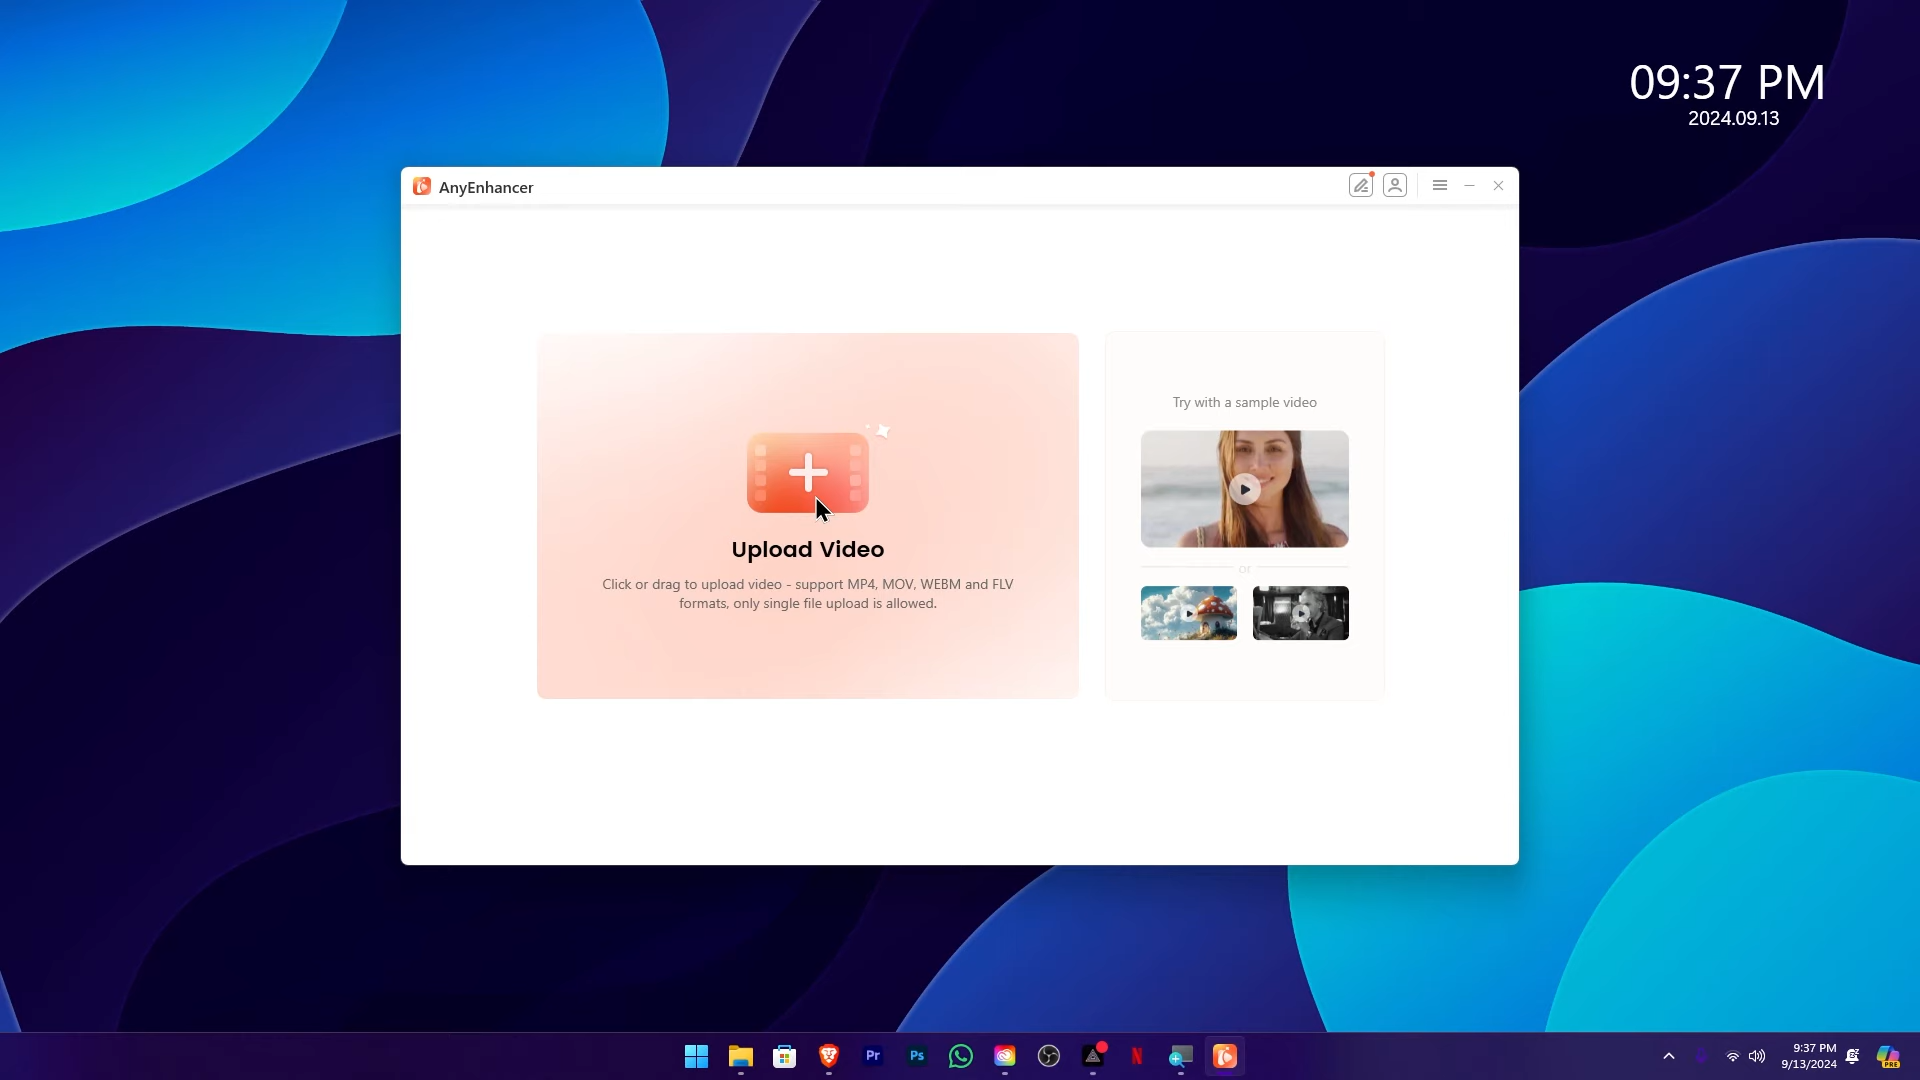 09:37 PM
2024.09.13
AnyEnhancer
Try with a sample video
or
Upload Video
Click or drag to upload video - support MP4, MOV, WEBM and FLV
formats, only single file upload is allowed.
Pr
Ps
N
9:37 PM
9/13/2024
PRE